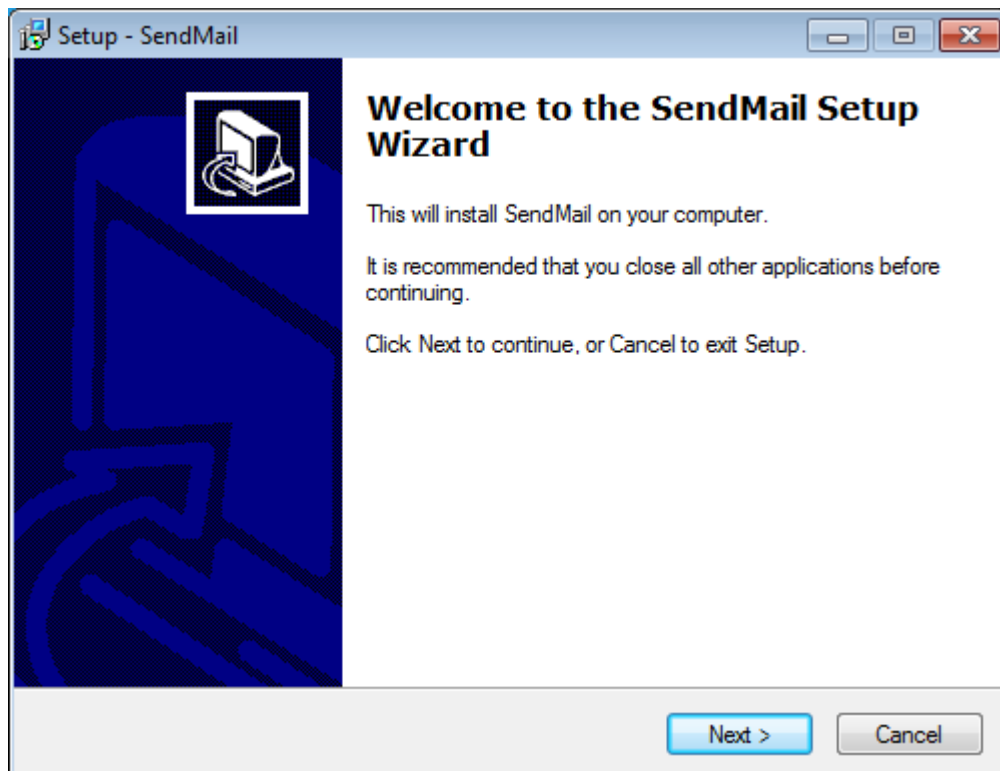 Setup - SendMail
Welcome to the SendMail Setup
Wizard
This will install SendMail on your computer.
It is recommended that you close all other applications before
continuing.
Click Next to continue, or Cancel to exit Setup.
Next >
Cancel